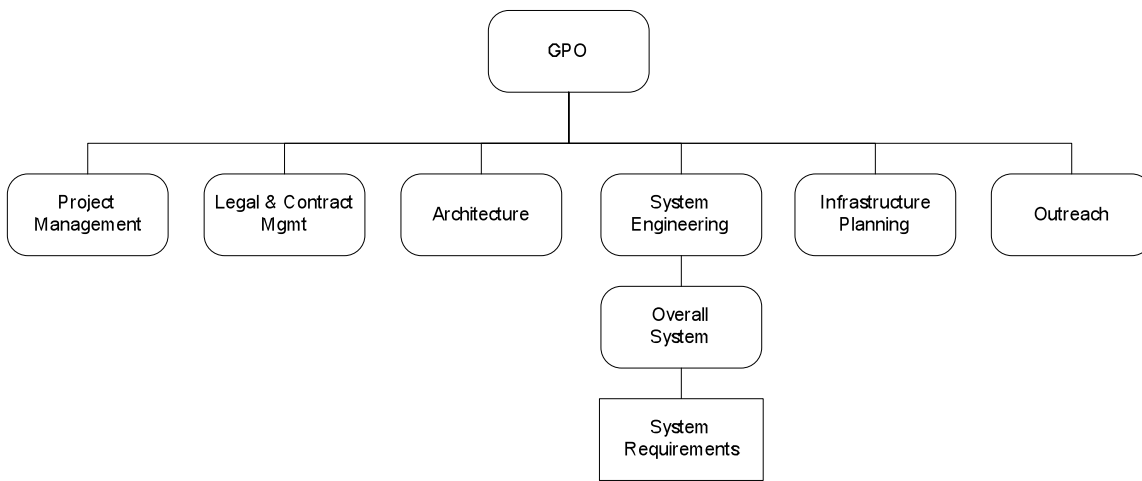 GPO
Project
Management
Legal & Contract
Mgmt
Architecture
System
Engineering
Infrastructure
Planning
Outreach
Overall
System
System
Requirements